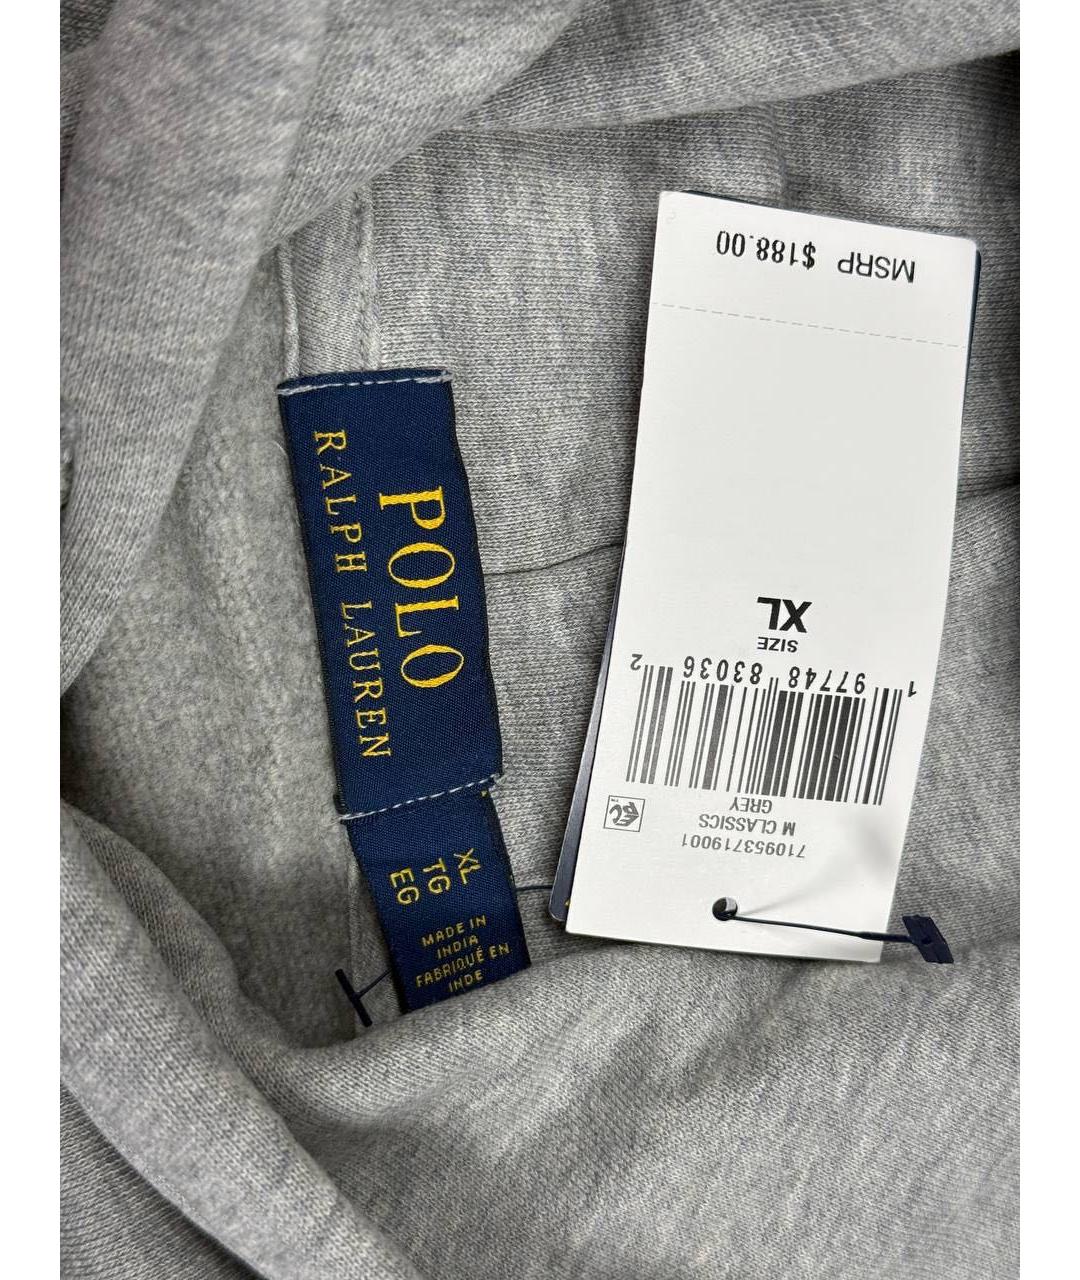 POLO
RALPH LAUREN
XL
TG
EG
MADE IN
INDIA
FABRIQUÉ EN
INDE
710953719001
M CLASSICS
GREY
1 97748 83036 2
SIZE
XL
MSRP $188.00